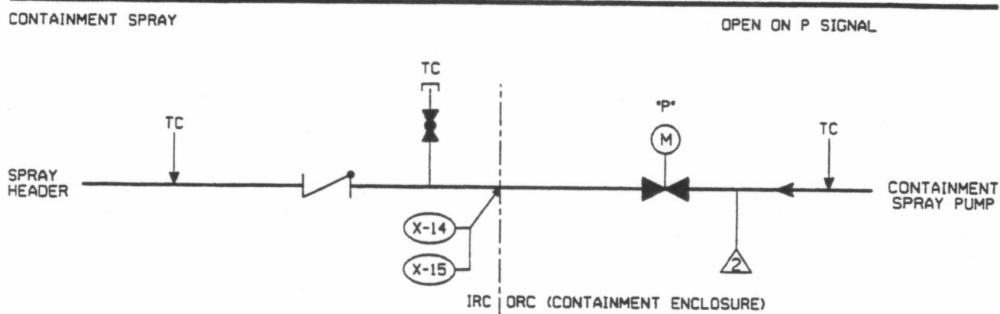 CONTAINMENT SPRAY
OPEN ON P SIGNAL
TC
"P"
TC
M
TC
SPRAY
HEADER
CONTAINMENT
SPRAY PUMP
X-14
X-15
2
IRC
ORC (CONTAINMENT ENCLOSURE)